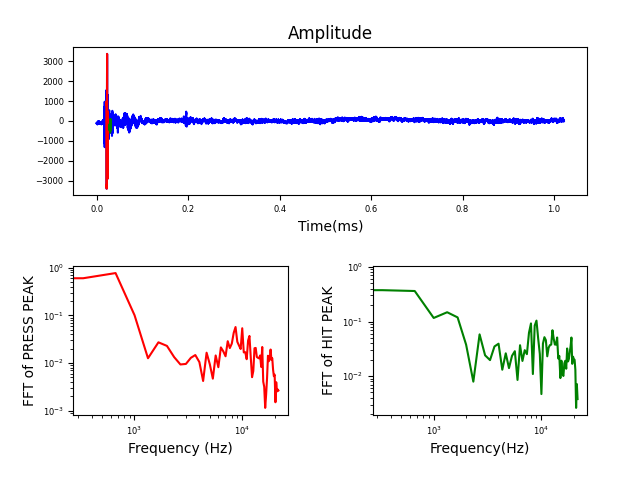 Amplitude
3000
2000
1000
0
−1000
−2000
−3000
0.0 0.2 0.4 0.6 0.8 1.0
Time(ms)
FFT of PRESS PEAK
10⁰
10⁻¹
10⁻²
10⁻³
10³ 10⁴
Frequency (Hz)
FFT of HIT PEAK
10⁰
10⁻¹
10⁻²
10³ 10⁴
Frequency(Hz)